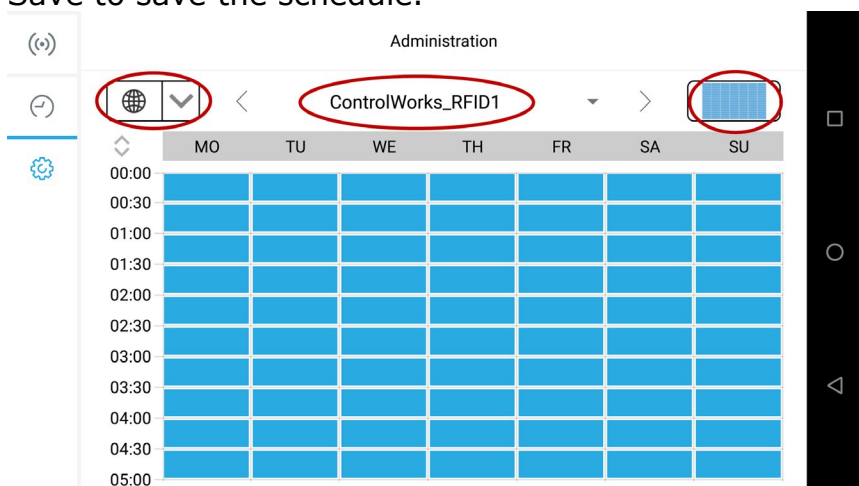 Save to save the schedule.
Administration
ControlWorks_RFID1
MO TU WE TH FR SA SU
00:00
00:30
01:00
01:30
02:00
02:30
03:00
03:30
04:00
04:30
05:00